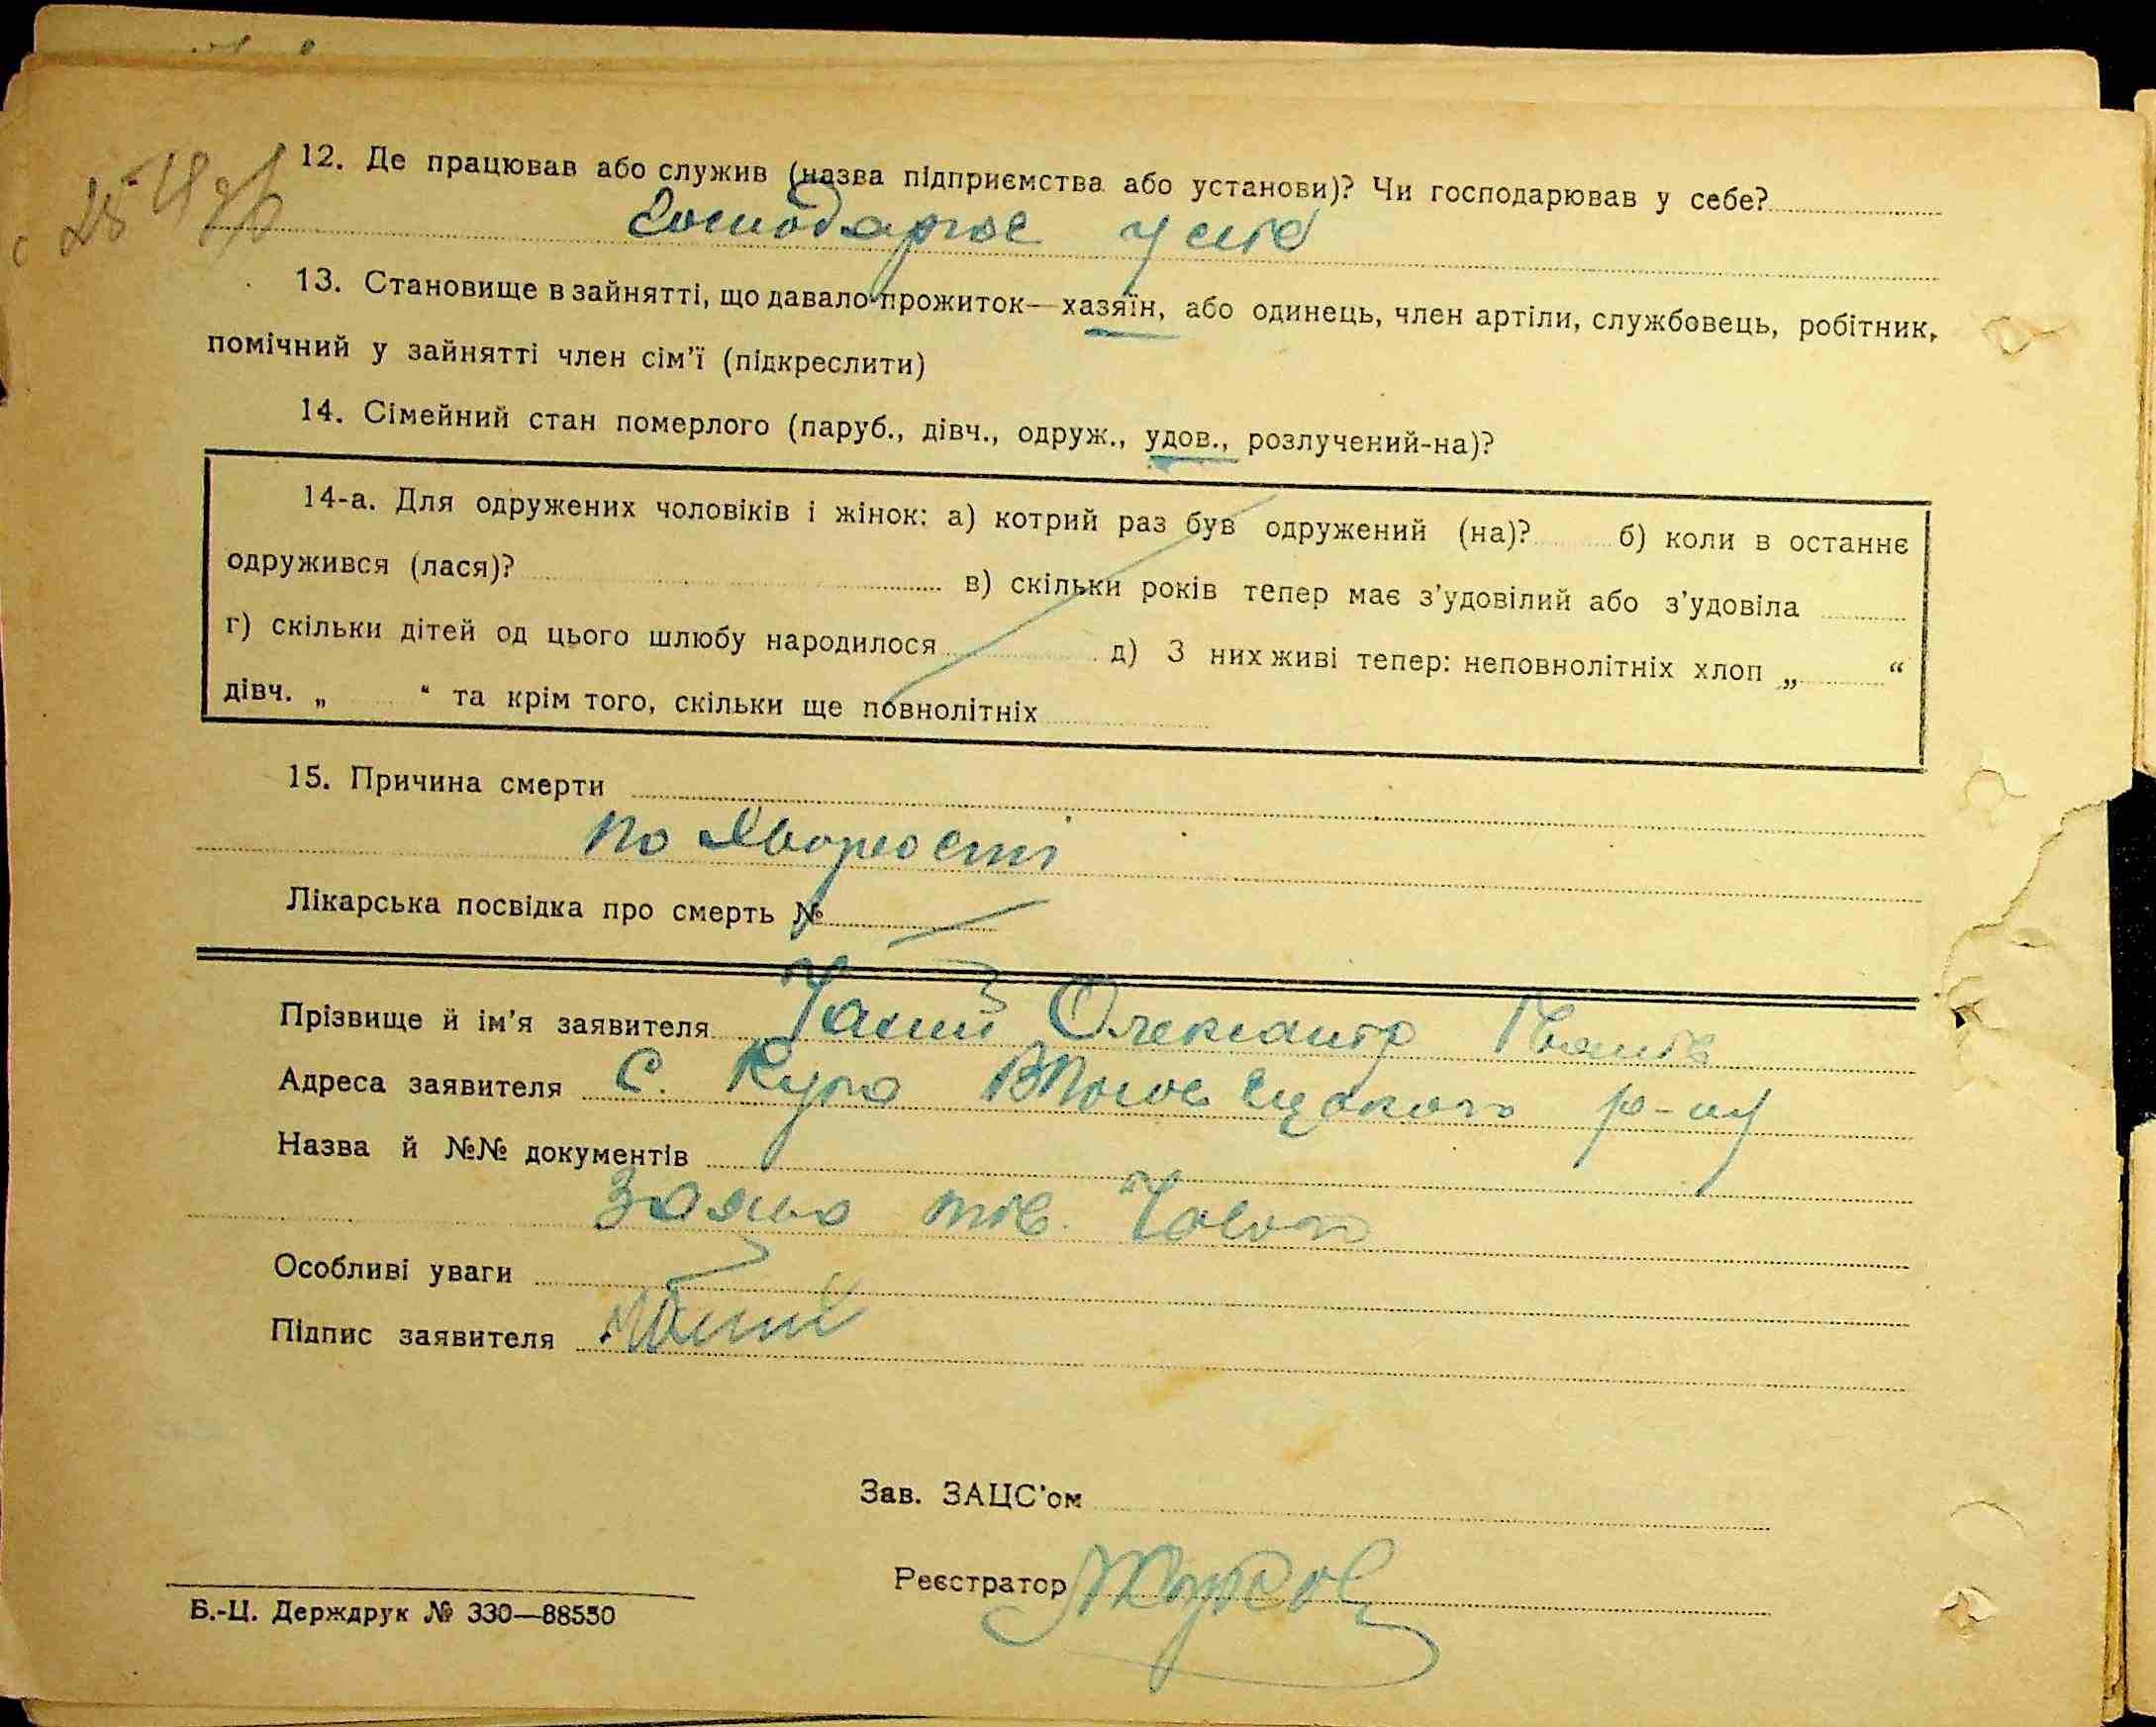 12. Де працював або служив (назва підприємства або установи)? Чи господарював у себе?
Господарює у себе
13. Становище в зайнятті, що давало прожиток—хазяїн, або одинець, член артіли, службовець, робітник,
помічний у зайнятті член сім’ї (підкреслити)
14. Сімейний стан померлого (паруб., дівч., одруж., удов., розлучений-на)?
14-а. Для одружених чоловіків і жінок: а) котрий раз був одружений (на)? б) коли в останнє
одружився (лася)? в) скільки років тепер має з’удовілий або з’удовіла
г) скільки дітей од цього шлюбу народилося д) З них живі тепер: неповнолітніх хлоп „ “
дівч. „ “ та крім того, скільки ще повнолітніх
15. Причина смерти
по
Лікарська посвідка про смерть №
Прізвище й ім’я заявителя Олександр
Адреса заявителя с. р-ну
Назва й №№ документів
Заява тов.
Особливі уваги
Підпис заявителя
Зав. ЗАЦС’ом
Реєстратор
Б.-Ц. Держдрук № 330—88550